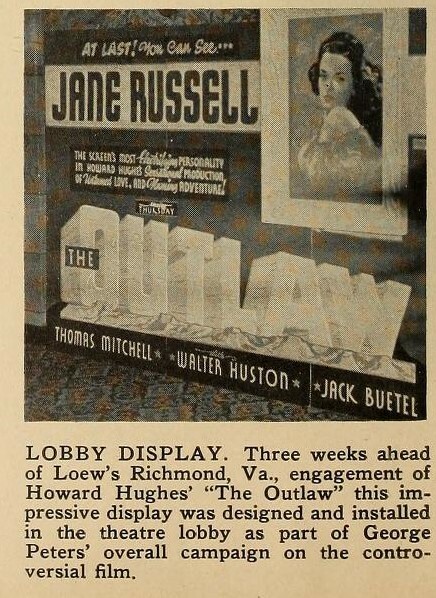 AT LAST! You Can See...
JANE RUSSELL
THE SCREEN'S MOST Electrifying PERSONALITY
IN HOWARD HUGHES' Sensational PRODUCTION
OF Untamed LOVE, AND Flaming ADVENTURE!
THURSDAY
THE
OUTLAW
THOMAS MITCHELL ★ ★ WALTER HUSTON ★ ★ JACK BUETEL
LOBBY DISPLAY. Three weeks ahead
of Loew's Richmond, Va., engagement of
Howard Hughes' “The Outlaw” this im-
pressive display was designed and installed
in the theatre lobby as part of George
Peters' overall campaign on the contro-
versial film.